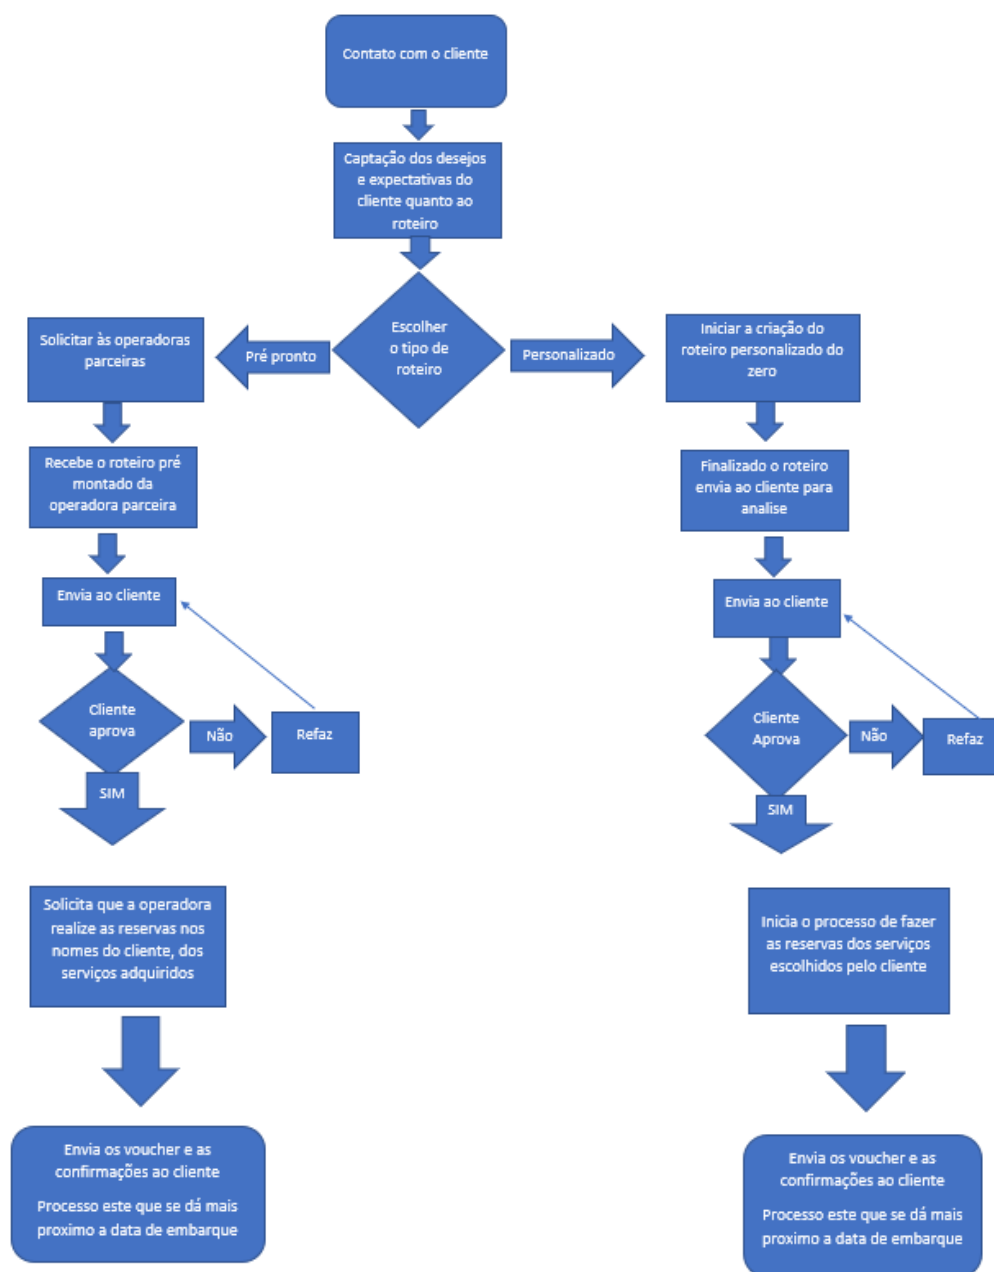 Contato com o cliente
Captação dos desejos
e expectativas do
cliente quanto ao
roteiro
Escolher
o tipo de
roteiro
Pré pronto
Personalizado
Solicitar às operadoras
parceiras
Recebe o roteiro pré
montado da
operadora parceira
Envia ao cliente
Cliente
aprova
Não
Refaz
SIM
Solicita que a operadora
realize as reservas nos
nomes do cliente, dos
serviços adquiridos
Envia os voucher e as
confirmações ao cliente
Processo este que se dá mais
proximo a data de embarque
Iniciar a criação do
roteiro personalizado do
zero
Finalizado o roteiro
envia ao cliente para
analise
Envia ao cliente
Cliente
Aprova
Não
Refaz
SIM
Inicia o processo de fazer
as reservas dos serviços
escolhidos pelo cliente
Envia os voucher e as
confirmações ao cliente
Processo este que se dá mais
proximo a data de embarque